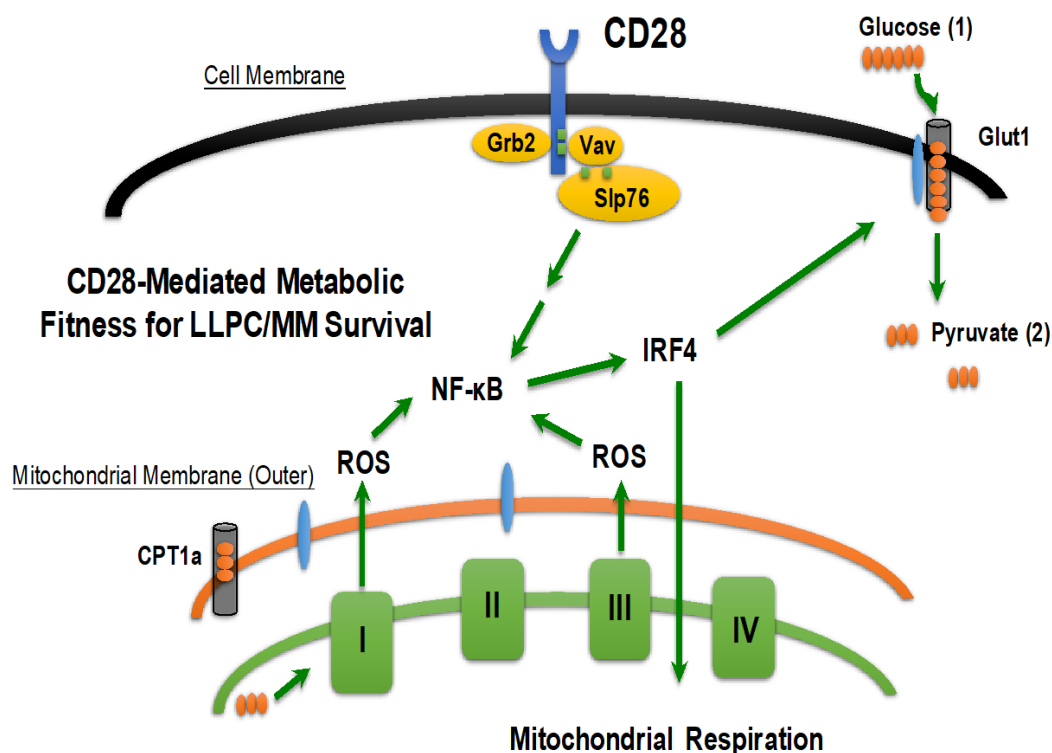 CD28
Glucose (1)
Cell Membrane
Grb2
Vav
Glut1
Slp76
CD28-Mediated Metabolic
Fitness for LLPC/MM Survival
Pyruvate (2)
IRF4
NF-κB
ROS
ROS
Mitochondrial Membrane (Outer)
CPT1a
I
II
III
IV
Mitochondrial Respiration